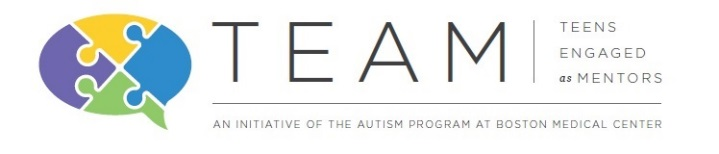 TEAM
TEENS
ENGAGED
as MENTORS
AN INITIATIVE OF THE AUTISM PROGRAM AT BOSTON MEDICAL CENTER